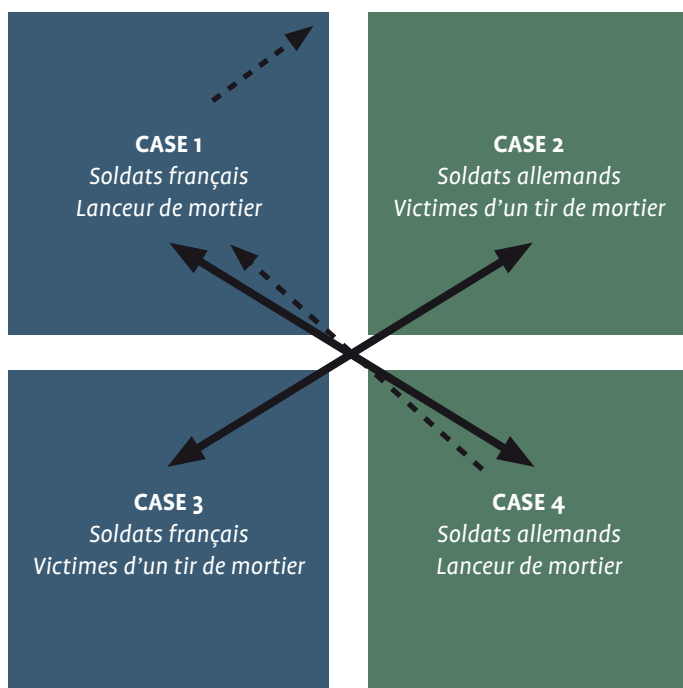 CASE 1
Soldats français
Lanceur de mortier
CASE 2
Soldats allemands
Victimes d'un tir de mortier
CASE 3
Soldats français
Victimes d'un tir de mortier
CASE 4
Soldats allemands
Lanceur de mortier